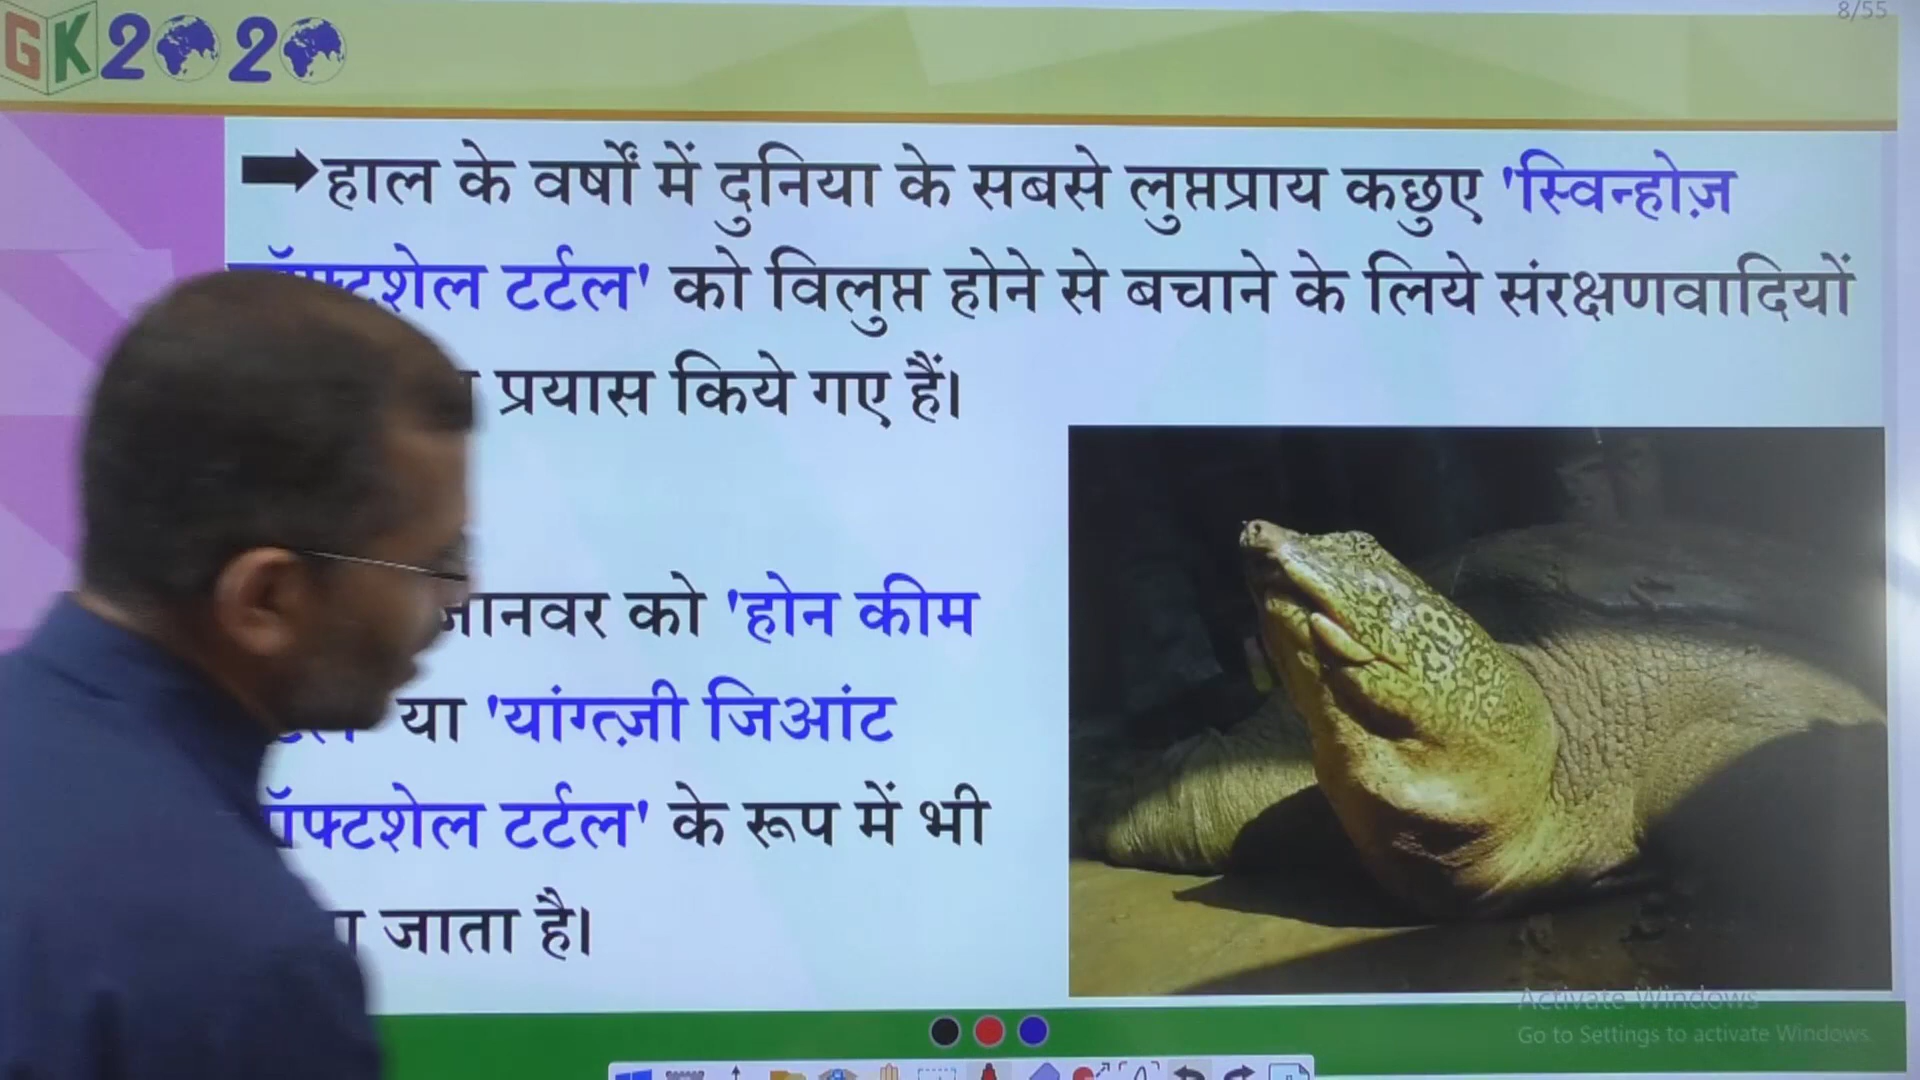 8/55
GK2020
हाल के वर्षों में दुनिया के सबसे लुप्तप्राय कछुए 'स्विन्होज़
टर्टल' को विलुप्त होने से बचाने के लिये संरक्षणवादियों
प्रयास किये गए हैं।
जानवर को 'होन कीम
या 'यांग्त्ज़ी जिआंट
सॉफ्टशेल टर्टल' के रूप में भी
जाता है।
Activate Windows
Go to Settings to activate Windows.